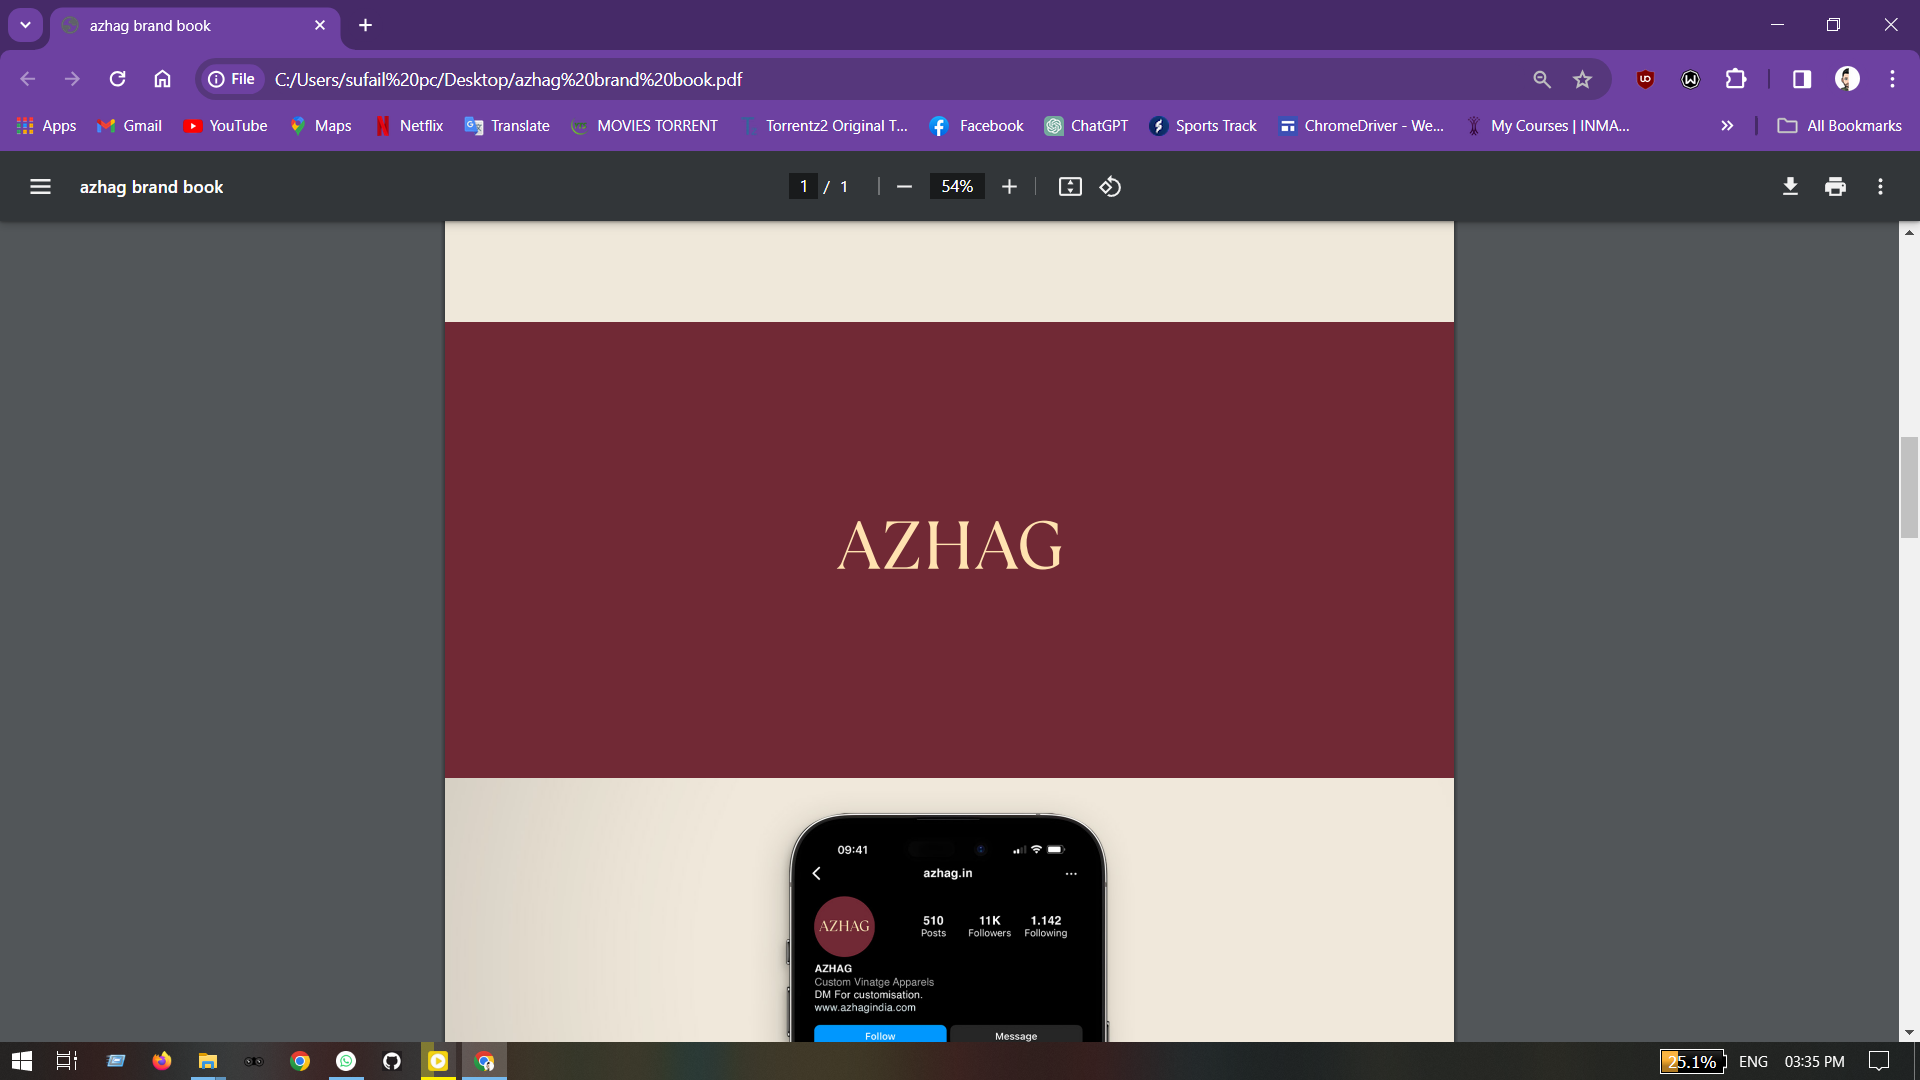 azhag brand book
File C:/Users/sufail%20pc/Desktop/azhag%20brand%20book.pdf
Apps Gmail YouTube Maps Netflix Translate MOVIES TORRENT Torrentz2 Original T... Facebook ChatGPT Sports Track ChromeDriver - We... My Courses | INMA... All Bookmarks
azhag brand book 1 / 1 54%
AZHAG
09:41
azhag.in
AZHAG
510 11K 1.142
Posts Followers Following
AZHAG
Custom Vinatge Apparels
DM For customisation.
www.azhagindia.com
Follow Message
25.1% ENG 03:35 PM